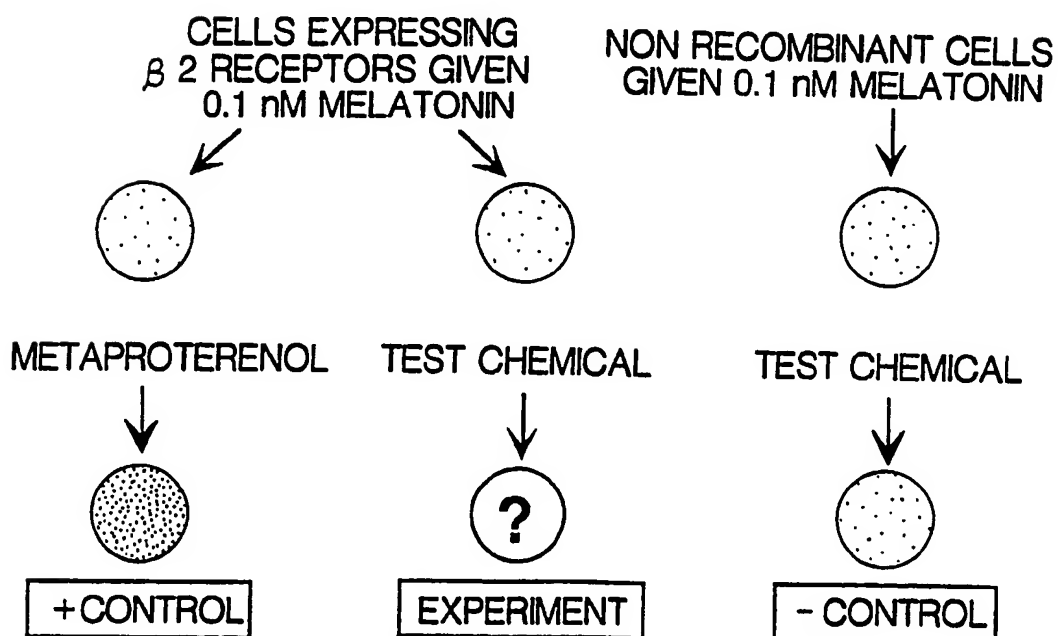 CELLS EXPRESSING
β 2 RECEPTORS GIVEN
0.1 nM MELATONIN
NON RECOMBINANT CELLS
GIVEN 0.1 nM MELATONIN
METAPROTERENOL
TEST CHEMICAL
TEST CHEMICAL
?
+ CONTROL
EXPERIMENT
- CONTROL